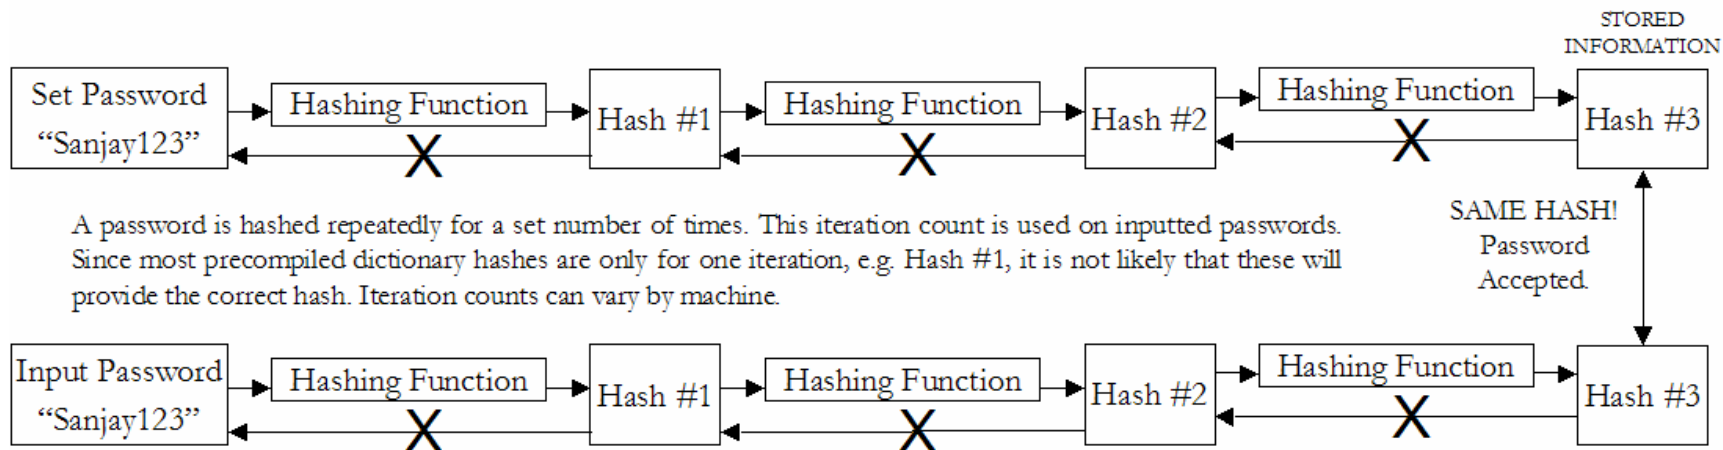 STORED
INFORMATION
Set Password
“Sanjay123”
Hashing Function
Hash #1
Hashing Function
Hash #2
Hashing Function
Hash #3
X
X
X
A password is hashed repeatedly for a set number of times. This iteration count is used on inputted passwords.
Since most precompiled dictionary hashes are only for one iteration, e.g. Hash #1, it is not likely that these will
provide the correct hash. Iteration counts can vary by machine.
SAME HASH!
Password
Accepted.
Input Password
“Sanjay123”
Hashing Function
Hash #1
Hashing Function
Hash #2
Hashing Function
Hash #3
X
X
X